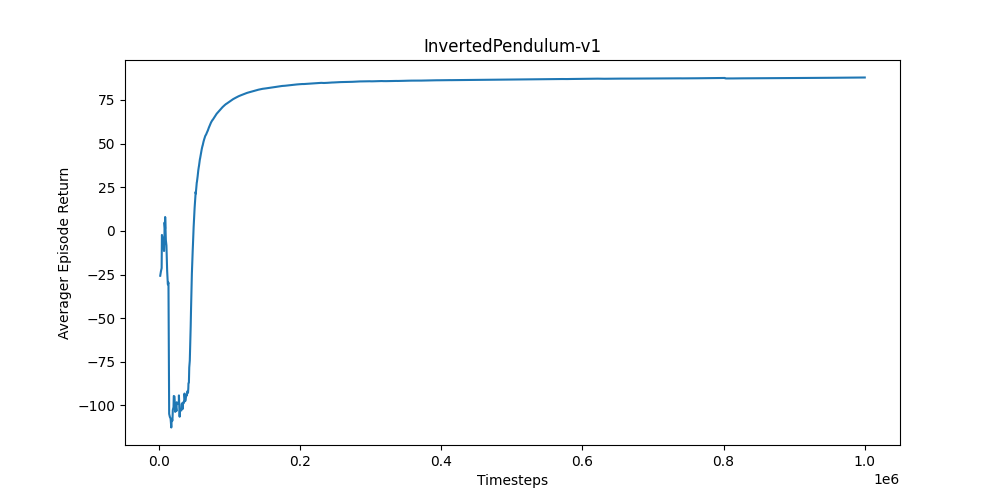 InvertedPendulum-v1
75
50
25
0
−25
−50
−75
−100
Averager Episode Return
0.0 0.2 0.4 0.6 0.8 1.0
1e6
Timesteps